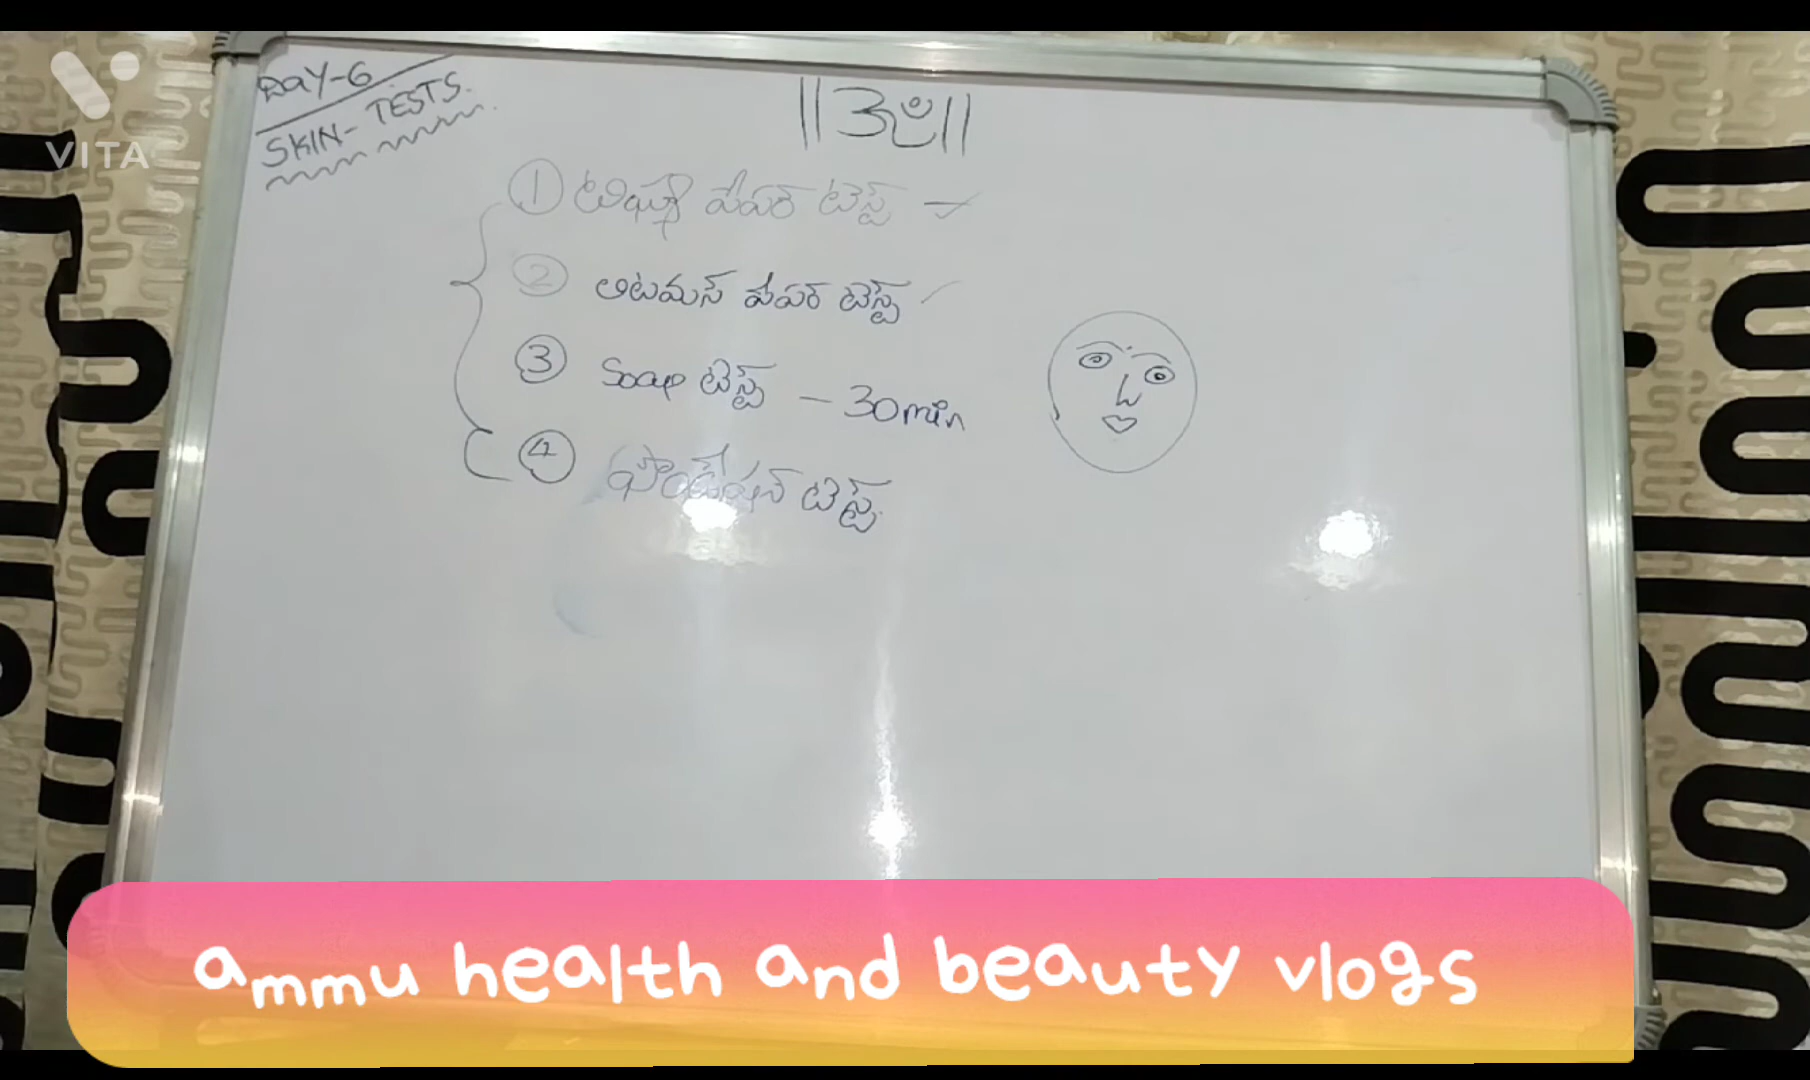 VITA
DAY-6
SKIN-TESTS.
||ఓం||
① టిష్యూ పేపర్ టెస్ట్
② లిటమస్ పేపర్ టెస్ట్
③ Soap టెస్ట్ - 30min
④ ఫౌండేషన్ టెస్ట్
ammu health and beauty vlogs